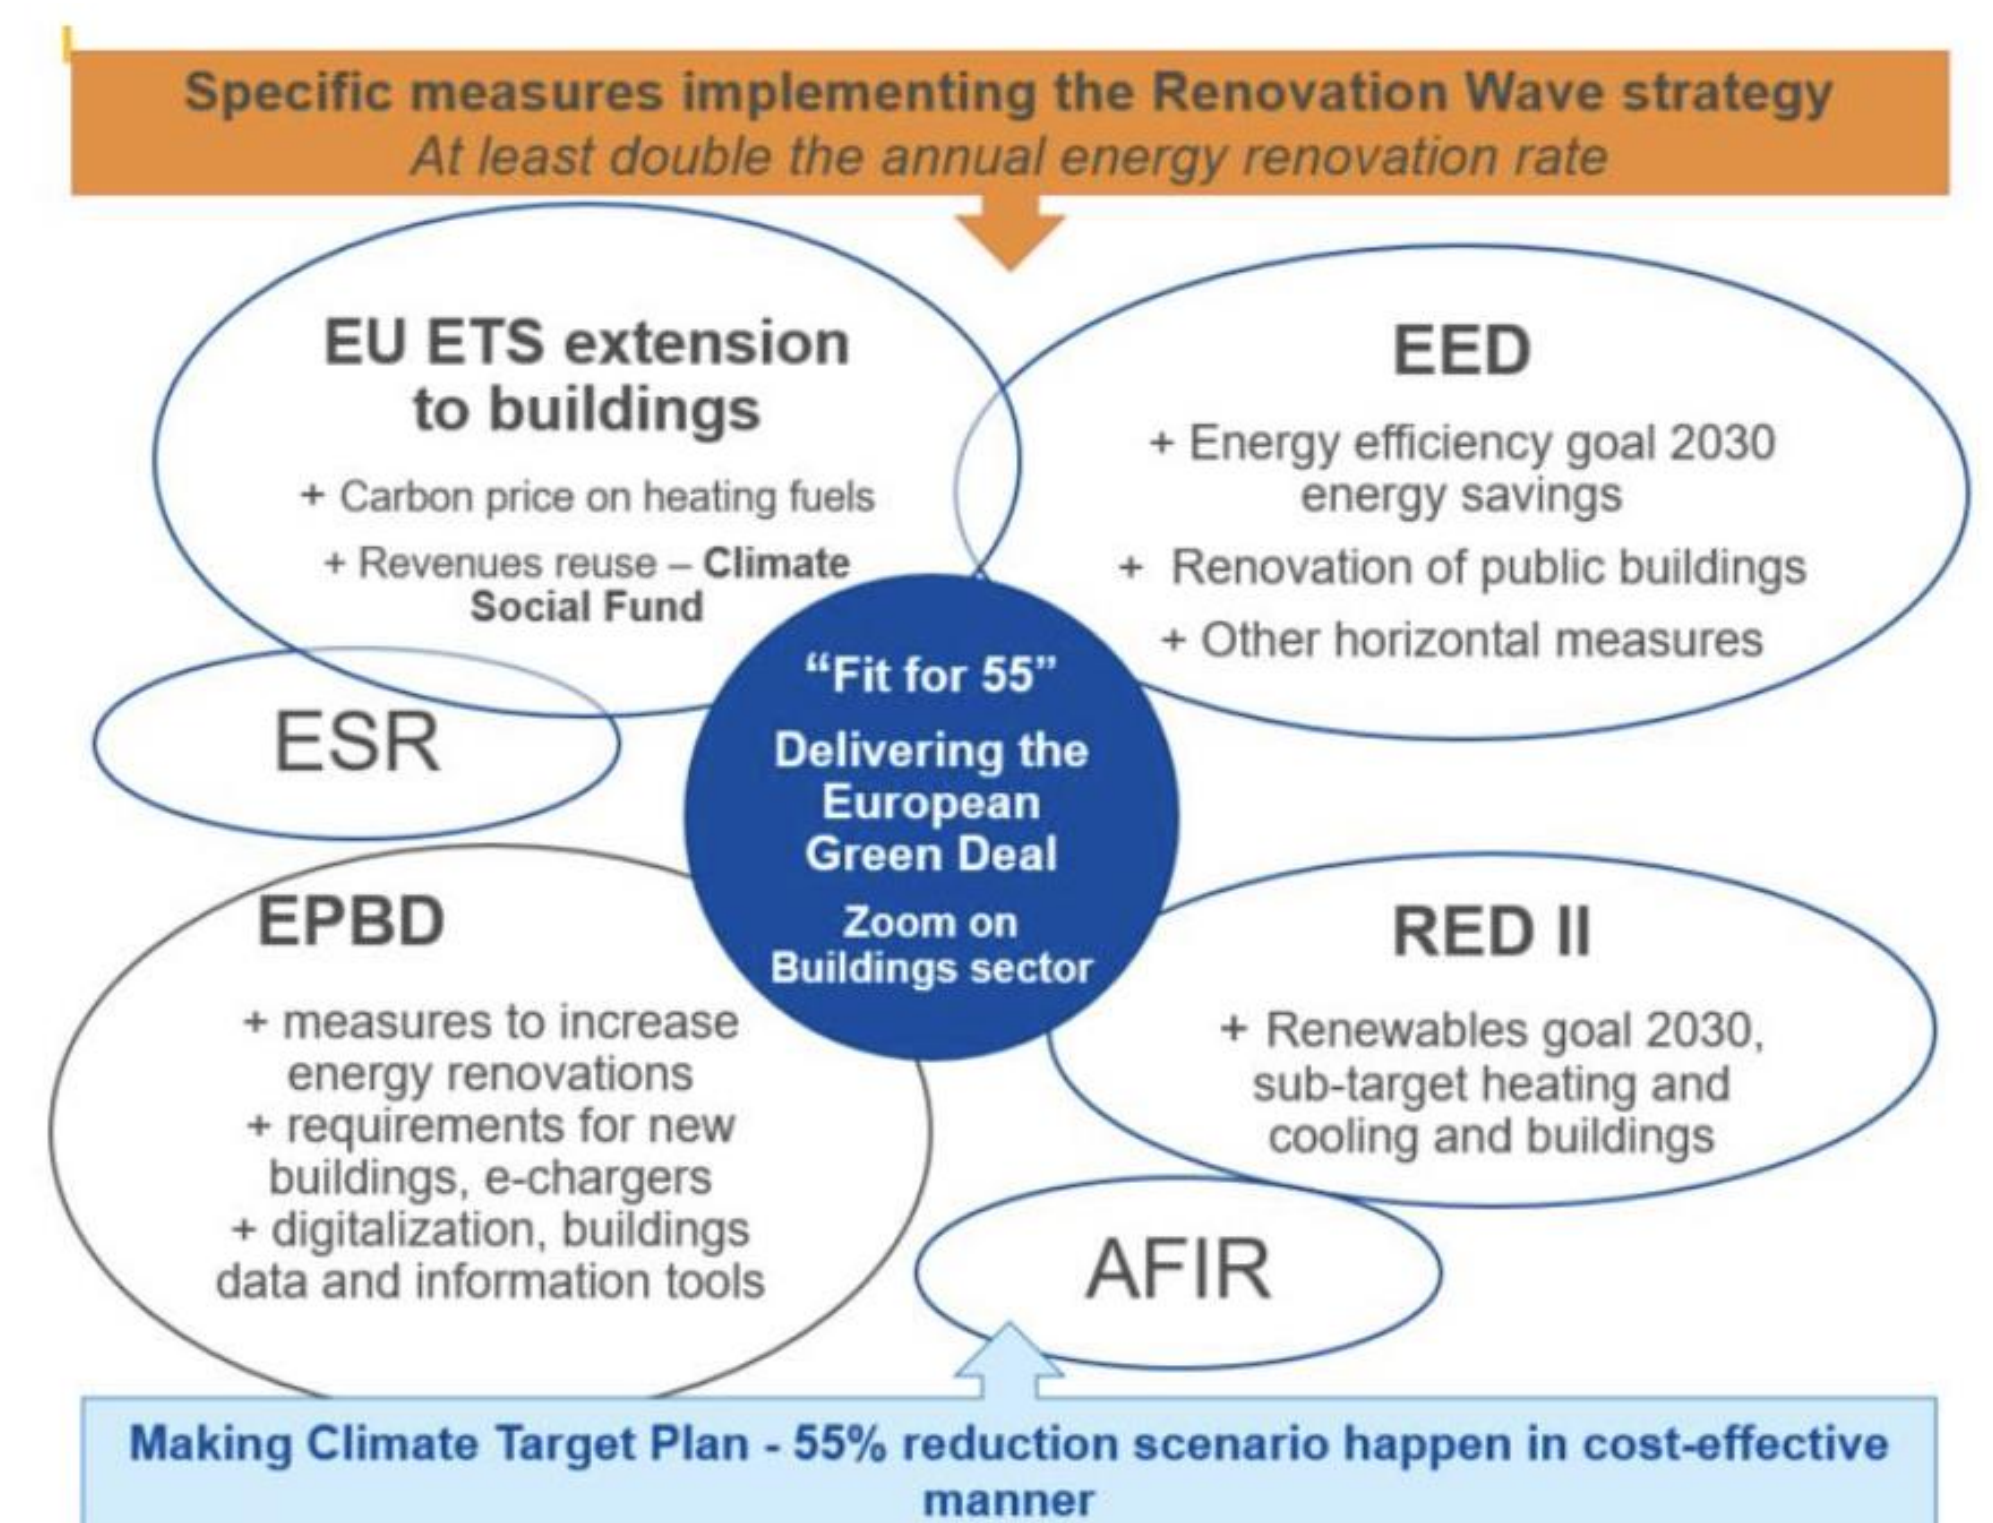 Specific measures implementing the Renovation Wave strategy
At least double the annual energy renovation rate
EU ETS extension
to buildings
+ Carbon price on heating fuels
+ Revenues reuse – Climate
Social Fund
EED
+ Energy efficiency goal 2030
energy savings
+ Renovation of public buildings
+ Other horizontal measures
ESR
“Fit for 55”
Delivering the
European
Green Deal
Zoom on
Buildings sector
EPBD
+ measures to increase
energy renovations
+ requirements for new
buildings, e-chargers
+ digitalization, buildings
data and information tools
RED II
+ Renewables goal 2030,
sub-target heating and
cooling and buildings
AFIR
Making Climate Target Plan - 55% reduction scenario happen in cost-effective
manner